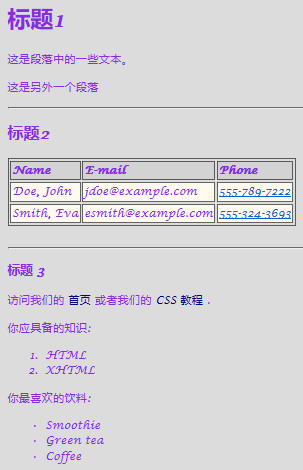 标题1
这是段落中的一些文本。
这是另外一个段落
标题2
Name E-mail Phone
Doe, John jdoe@example.com 555-789-7222
Smith, Eva esmith@example.com 555-324-3693
标题 3
访问我们的 首页 或者我们的 CSS 教程 .
你应具备的知识:
1. HTML
2. XHTML
你最喜欢的饮料:
· Smoothie
· Green tea
· Coffee